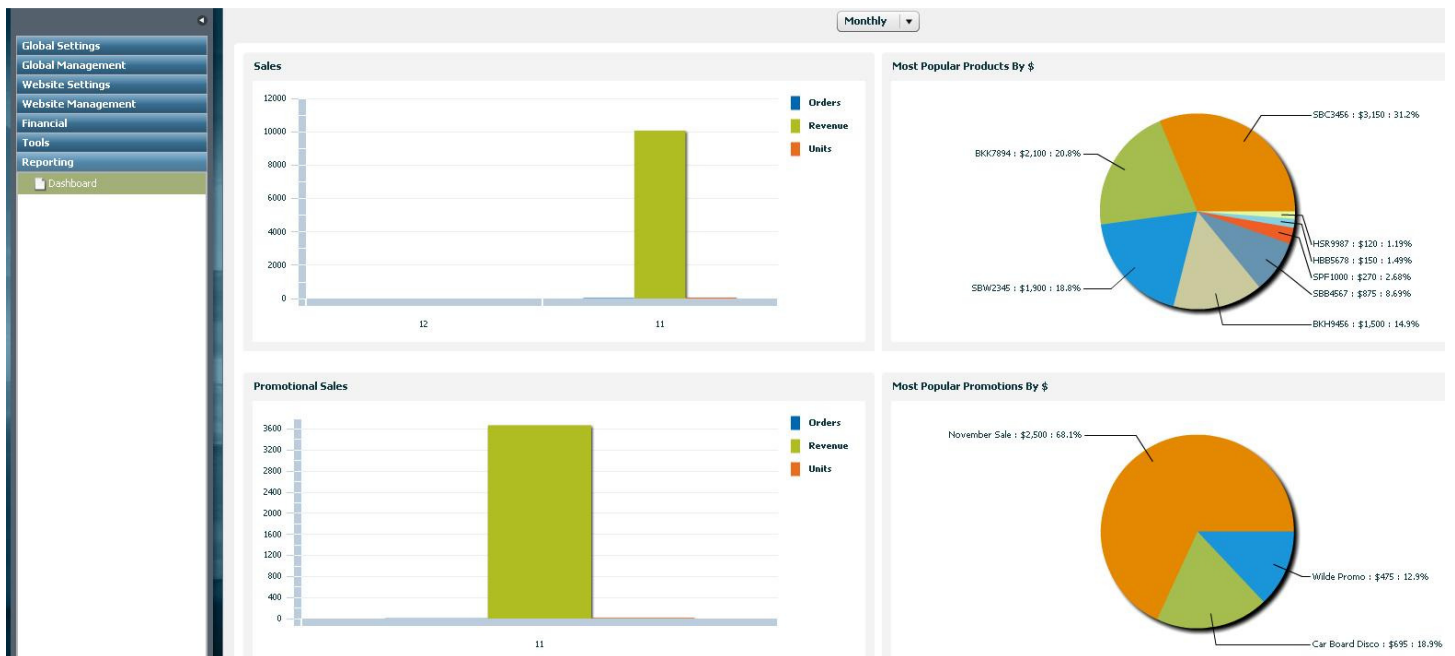 Monthly
Global Settings
Global Management
Website Settings
Website Management
Financial
Tools
Reporting
Dashboard
Sales
12000
10000
8000
6000
4000
2000
0
12
11
Orders
Revenue
Units
Most Popular Products By $
SBC3456 : $3,150 : 31.2%
BKK7894 : $2,100 : 20.8%
SBW2345 : $1,900 : 18.8%
HSR9987 : $120 : 1.19%
HBB5678 : $150 : 1.49%
SPF1000 : $270 : 2.68%
SBB4567 : $875 : 8.69%
BKH9456 : $1,500 : 14.9%
Promotional Sales
3600
3200
2800
2400
2000
1600
1200
800
400
0
11
Orders
Revenue
Units
Most Popular Promotions By $
November Sale : $2,500 : 68.1%
Wilde Promo : $475 : 12.9%
Car Board Disco : $695 : 18.9%